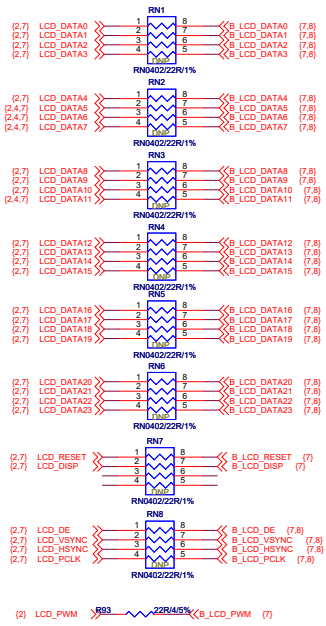 RN1
{2,7} LCD_DATA0 1 8 B_LCD_DATA0 {7,8}
{2,7} LCD_DATA1 2 7 B_LCD_DATA1 {7,8}
{2,7} LCD_DATA2 3 6 B_LCD_DATA2 {7,8}
{2,7} LCD_DATA3 4 5 B_LCD_DATA3 {7,8}
DNP
RN0402/22R/1%
RN2
{2,7} LCD_DATA4 1 8 B_LCD_DATA4 {7,8}
{2,4,7} LCD_DATA5 2 7 B_LCD_DATA5 {7,8}
{2,4,7} LCD_DATA6 3 6 B_LCD_DATA6 {7,8}
{2,4,7} LCD_DATA7 4 5 B_LCD_DATA7 {7,8}
DNP
RN0402/22R/1%
RN3
{2,7} LCD_DATA8 1 8 B_LCD_DATA8 {7,8}
{2,7} LCD_DATA9 2 7 B_LCD_DATA9 {7,8}
{2,7} LCD_DATA10 3 6 B_LCD_DATA10 {7,8}
{2,4,7} LCD_DATA11 4 5 B_LCD_DATA11 {7,8}
DNP
RN0402/22R/1%
RN4
{2,7} LCD_DATA12 1 8 B_LCD_DATA12 {7,8}
{2,7} LCD_DATA13 2 7 B_LCD_DATA13 {7,8}
{2,7} LCD_DATA14 3 6 B_LCD_DATA14 {7,8}
{2,7} LCD_DATA15 4 5 B_LCD_DATA15 {7,8}
DNP
RN0402/22R/1%
RN5
{2,7} LCD_DATA16 1 8 B_LCD_DATA16 {7,8}
{2,7} LCD_DATA17 2 7 B_LCD_DATA17 {7,8}
{2,7} LCD_DATA18 3 6 B_LCD_DATA18 {7,8}
{2,7} LCD_DATA19 4 5 B_LCD_DATA19 {7,8}
DNP
RN0402/22R/1%
RN6
{2,7} LCD_DATA20 1 8 B_LCD_DATA20 {7,8}
{2,7} LCD_DATA21 2 7 B_LCD_DATA21 {7,8}
{2,7} LCD_DATA22 3 6 B_LCD_DATA22 {7,8}
{2,7} LCD_DATA23 4 5 B_LCD_DATA23 {7,8}
DNP
RN0402/22R/1%
RN7
{2,7} LCD_RESET 1 8 B_LCD_RESET {7}
{2,7} LCD_DISP 2 7 B_LCD_DISP {7}
3 6
4 5
DNP
RN0402/22R/1%
RN8
{2,7} LCD_DE 1 8 B_LCD_DE {7,8}
{2,7} LCD_VSYNC 2 7 B_LCD_VSYNC {7,8}
{2,7} LCD_HSYNC 3 6 B_LCD_HSYNC {7,8}
{2,7} LCD_PCLK 4 5 B_LCD_PCLK {7,8}
DNP
RN0402/22R/1%
{2} LCD_PWM R93 22R/4/5% B_LCD_PWM {7}